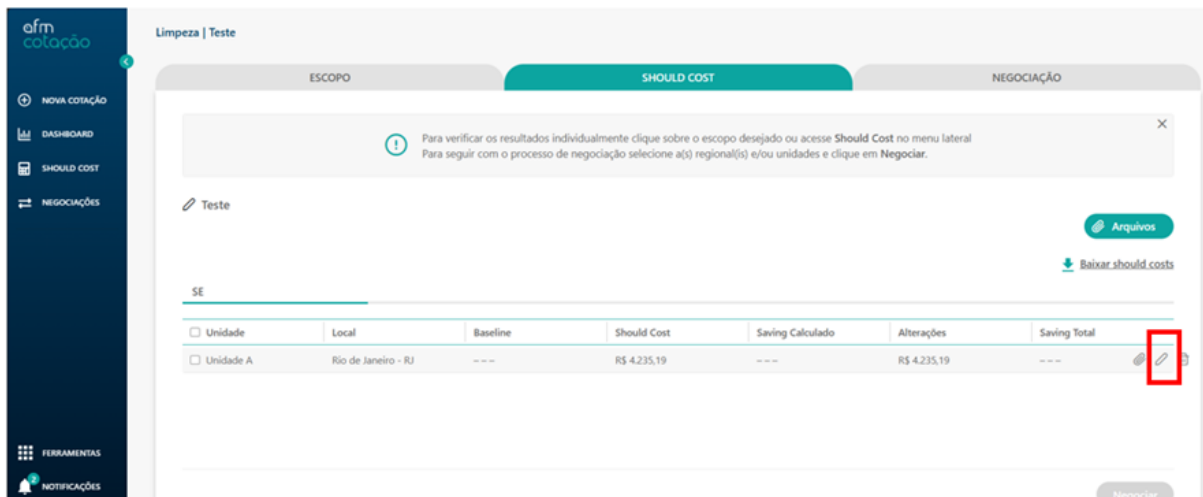 afm
cotação
Limpeza | Teste
ESCOPO
SHOULD COST
NEGOCIAÇÃO
NOVA COTAÇÃO
DASHBOARD
SHOULD COST
NEGOCIAÇÕES
Para verificar os resultados individualmente clique sobre o escopo desejado ou acesse Should Cost no menu lateral
Para seguir com o processo de negociação selecione a(s) regional(is) e/ou unidades e clique em Negociar.
Teste
Arquivos
Baixar should costs
SE
Unidade Local Baseline Should Cost Saving Calculado Alterações Saving Total
Unidade A Rio de Janeiro - RJ --- R$ 4.235,19 --- R$ 4.235,19 ---
FERRAMENTAS
2
NOTIFICAÇÕES
Negociar